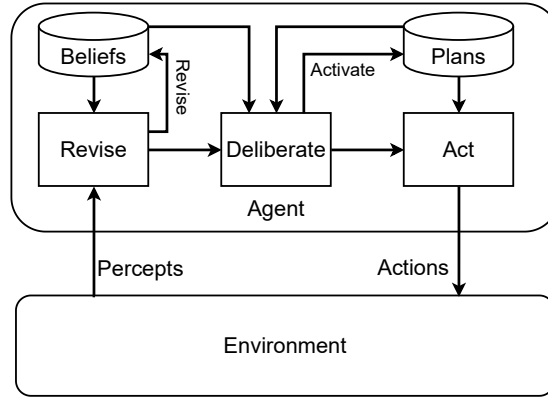 Beliefs
Revise
Activate
Plans
Revise
Deliberate
Act
Agent
Percepts
Actions
Environment